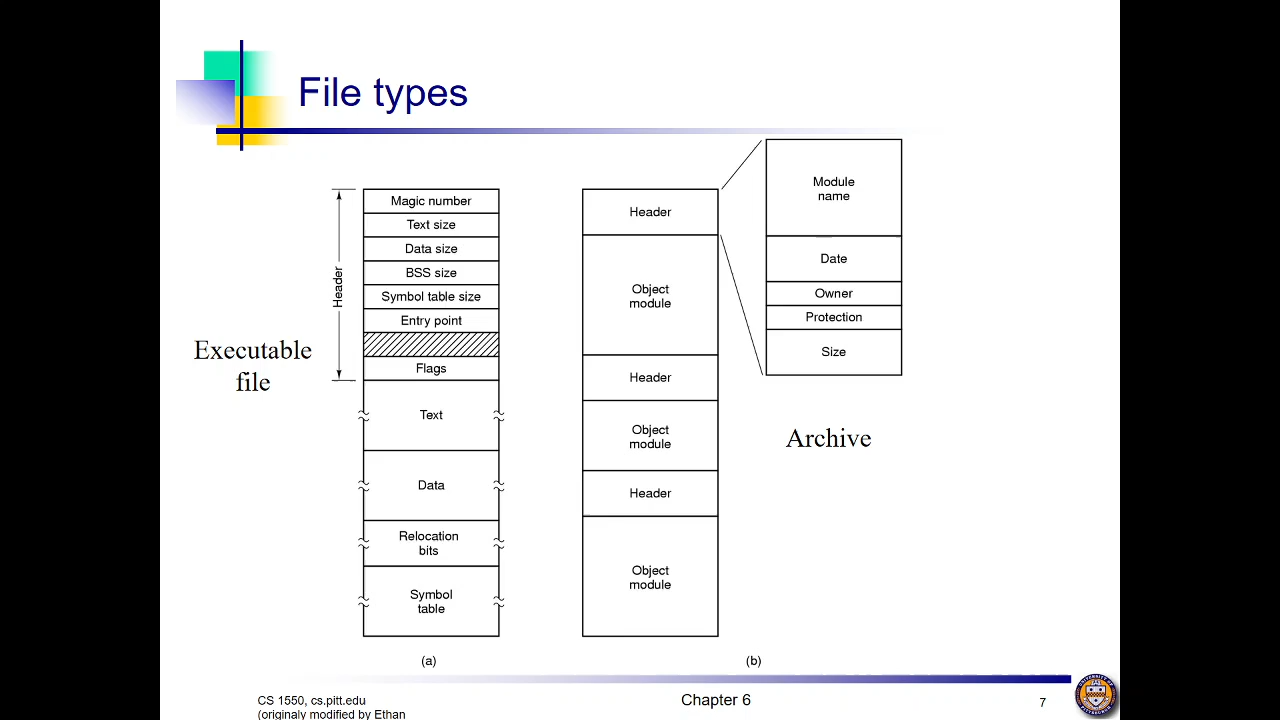 File types
Header
Magic number
Text size
Data size
BSS size
Symbol table size
Entry point
Flags
Text
Data
Relocation
bits
Symbol
table
Executable
file
(a)
Header
Object
module
Header
Object
module
Header
Object
module
Module
name
Date
Owner
Protection
Size
Archive
(b)
CS 1550, cs.pitt.edu
(originaly modified by Ethan
Chapter 6
7